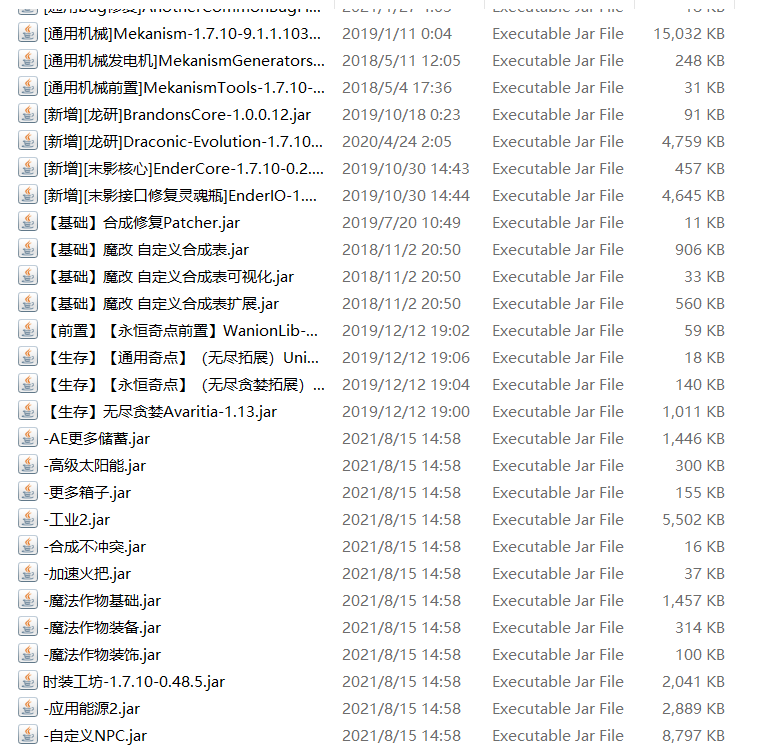 [通用机械]Mekanism-1.7.10-9.1.1.103... 2019/1/11 0:04 Executable Jar File 15,032 KB
[通用机械发电机]MekanismGenerators... 2018/5/11 12:05 Executable Jar File 248 KB
[通用机械前置]MekanismTools-1.7.10-... 2018/5/4 17:36 Executable Jar File 31 KB
[新增][龙研]BrandonsCore-1.0.0.12.jar 2019/10/18 0:23 Executable Jar File 91 KB
[新增][龙研]Draconic-Evolution-1.7.10... 2020/4/24 2:05 Executable Jar File 4,759 KB
[新增][末影核心]EnderCore-1.7.10-0.2.... 2019/10/30 14:43 Executable Jar File 457 KB
[新增][末影接口修复灵魂瓶]EnderIO-1.... 2019/10/30 14:44 Executable Jar File 4,645 KB
【基础】合成修复Patcher.jar 2019/7/20 10:49 Executable Jar File 11 KB
【基础】魔改 自定义合成表.jar 2018/11/2 20:50 Executable Jar File 906 KB
【基础】魔改 自定义合成表可视化.jar 2018/11/2 20:50 Executable Jar File 33 KB
【基础】魔改 自定义合成表扩展.jar 2018/11/2 20:50 Executable Jar File 560 KB
【前置】【永恒奇点前置】WanionLib-... 2019/12/12 19:02 Executable Jar File 59 KB
【生存】【通用奇点】（无尽拓展）Uni... 2019/12/12 19:06 Executable Jar File 18 KB
【生存】【永恒奇点】（无尽贪婪拓展）... 2019/12/12 19:04 Executable Jar File 140 KB
【生存】无尽贪婪Avaritia-1.13.jar 2019/12/12 19:00 Executable Jar File 1,011 KB
-AE更多储蓄.jar 2021/8/15 14:58 Executable Jar File 1,446 KB
-高级太阳能.jar 2021/8/15 14:58 Executable Jar File 300 KB
-更多箱子.jar 2021/8/15 14:58 Executable Jar File 155 KB
-工业2.jar 2021/8/15 14:58 Executable Jar File 5,502 KB
-合成不冲突.jar 2021/8/15 14:58 Executable Jar File 16 KB
-加速火把.jar 2021/8/15 14:58 Executable Jar File 37 KB
-魔法作物基础.jar 2021/8/15 14:58 Executable Jar File 1,457 KB
-魔法作物装备.jar 2021/8/15 14:58 Executable Jar File 314 KB
-魔法作物装饰.jar 2021/8/15 14:58 Executable Jar File 100 KB
时装工坊-1.7.10-0.48.5.jar 2021/8/15 14:58 Executable Jar File 2,041 KB
-应用能源2.jar 2021/8/15 14:58 Executable Jar File 2,889 KB
-自定义NPC.jar 2021/8/15 14:58 Executable Jar File 8,797 KB